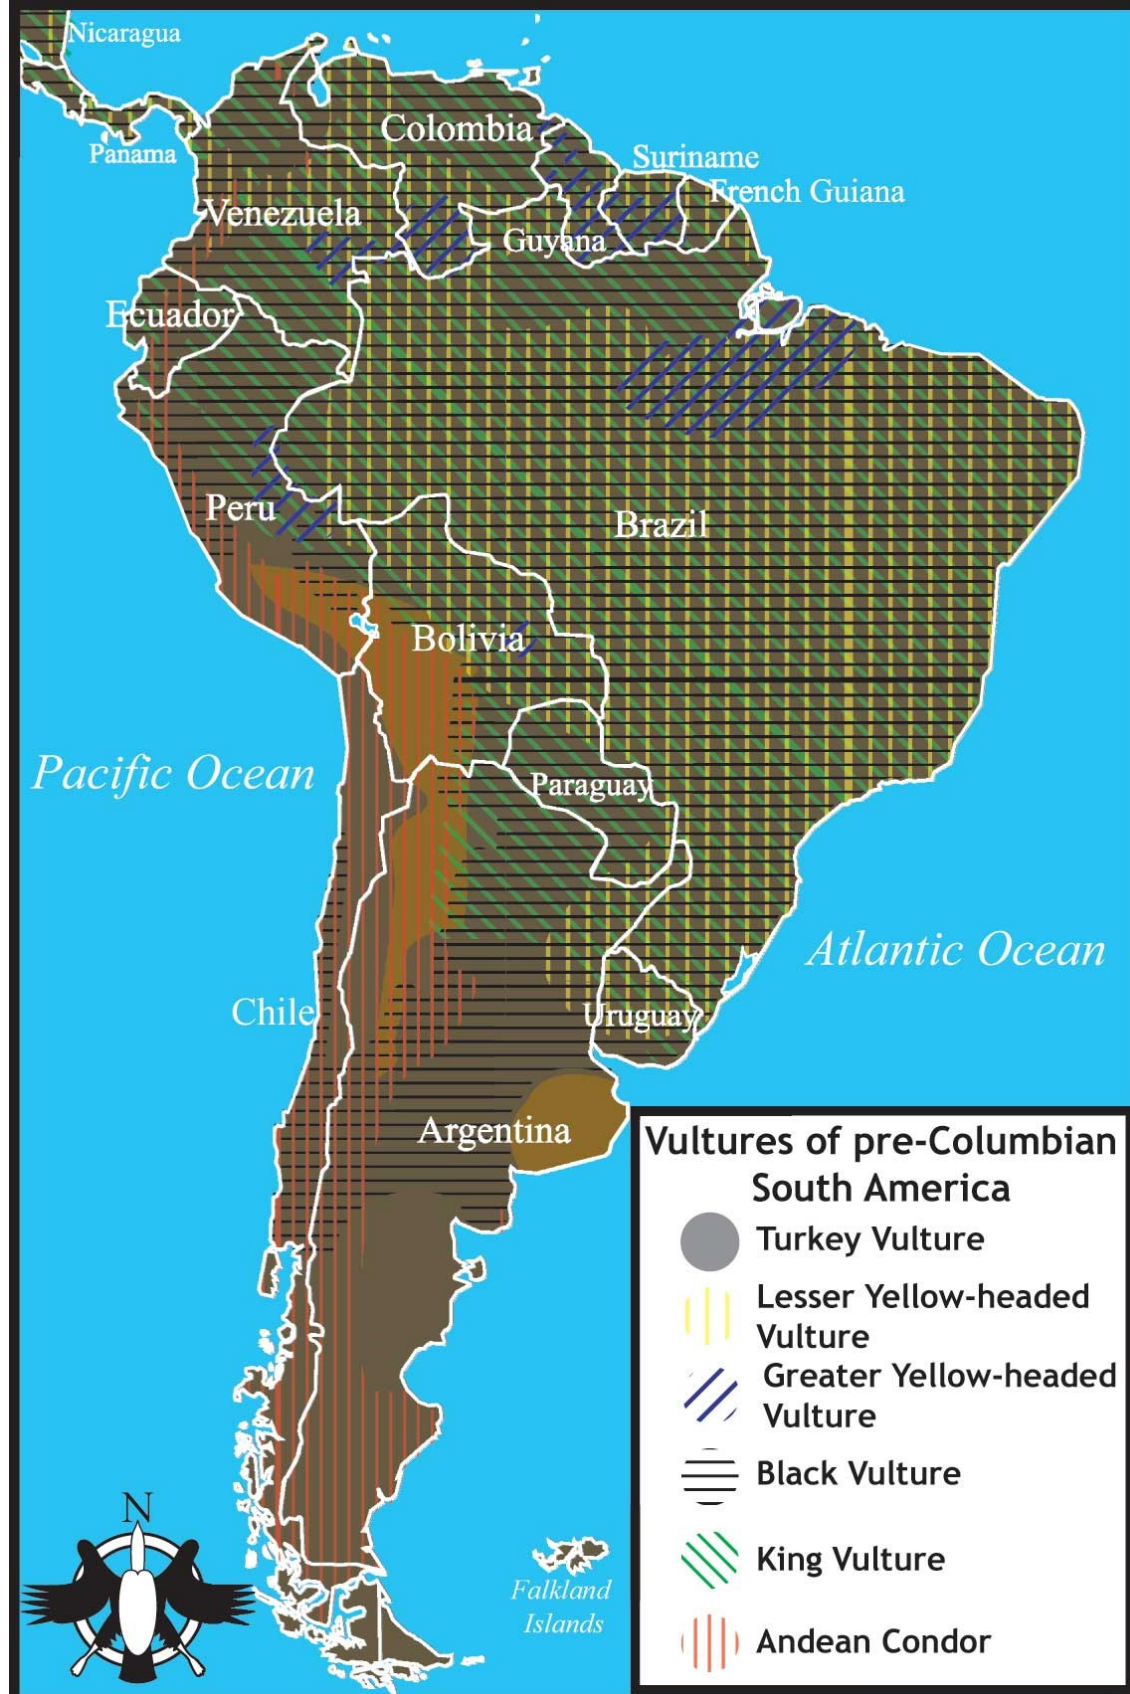 Nicaragua
Panama
Colombia
Suriname
French Guiana
Venezuela
Guyana
Ecuador
Peru
Brazil
Bolivia
Pacific Ocean
Paraguay
Atlantic Ocean
Chile
Uruguay
Argentina
Vultures of pre-Columbian
South America
Turkey Vulture
Lesser Yellow-headed
Vulture
Greater Yellow-headed
Vulture
Black Vulture
King Vulture
Andean Condor
N
Falkland
Islands